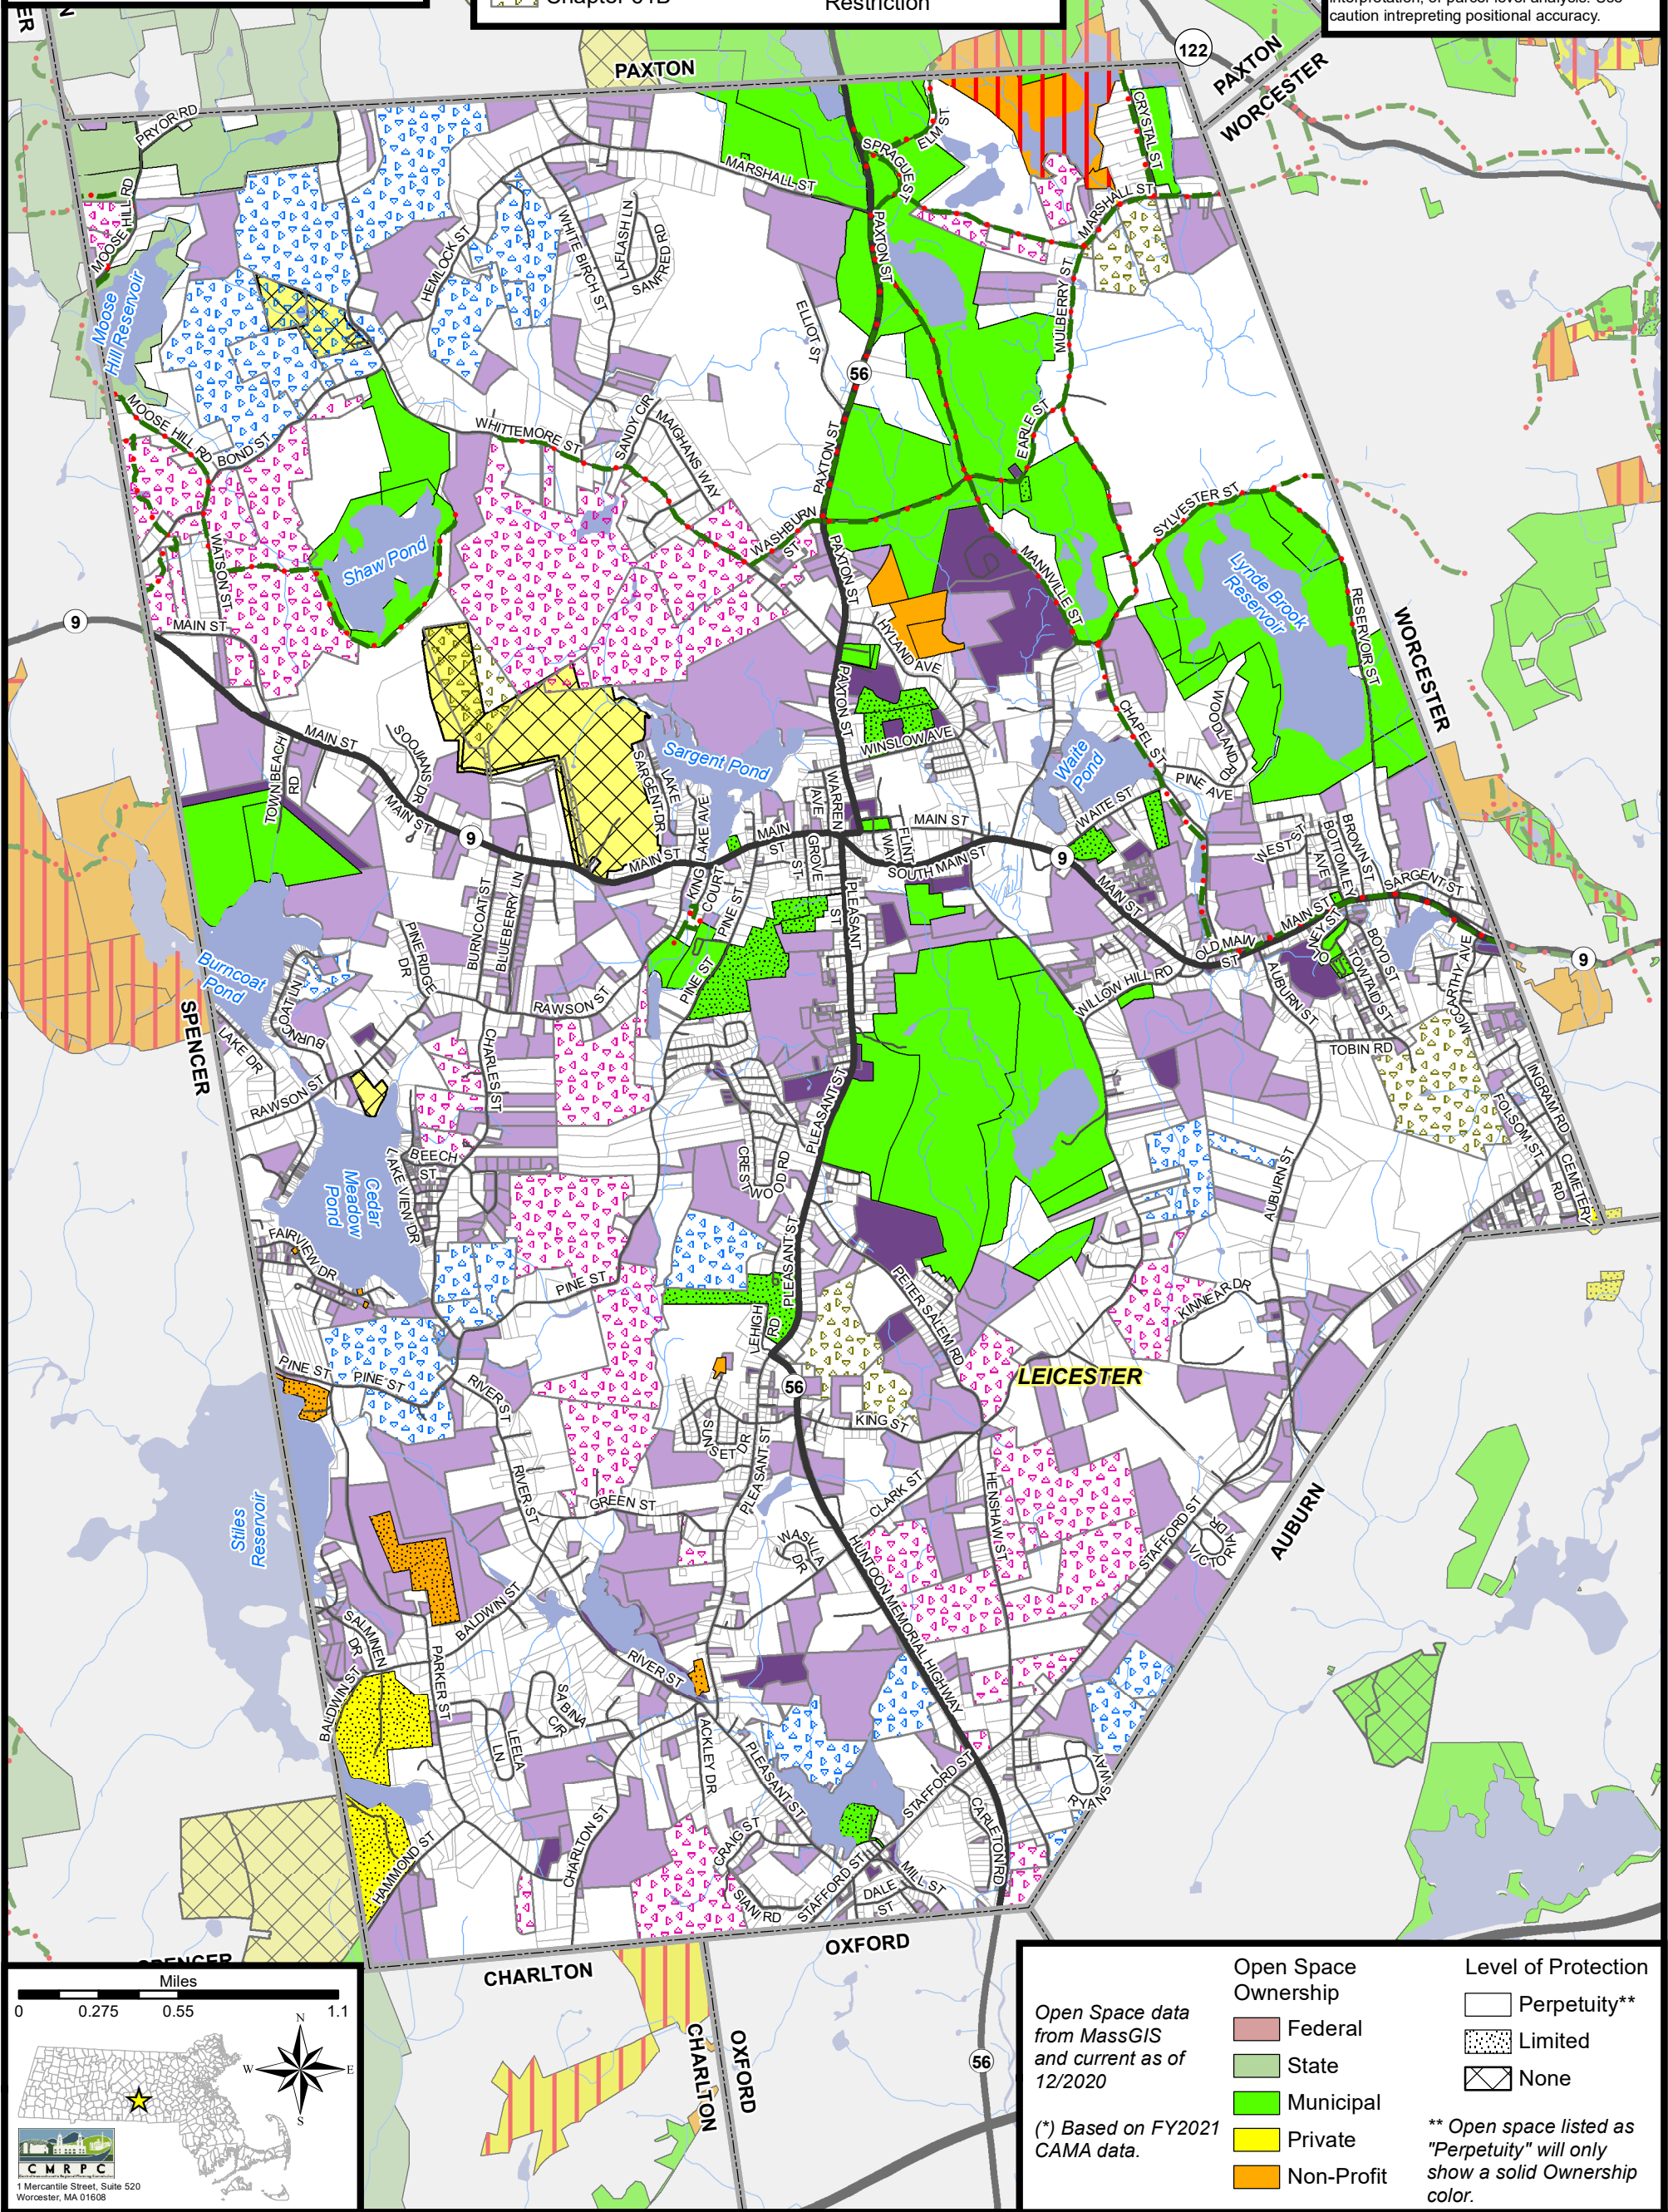 Restriction
caution intrepreting positional accuracy.
122
PAXTON
PAXTON
WORCESTER
PRYOR RD
CRYSTAL ST
ELM ST
SPRAGUE ST
MARSHALL ST
MARSHALL ST
MOOSE HILL RD
HEMLOCK ST
WHITE BIRCH ST
LAFLASH LN
SANFRED RD
PAXTON ST
MULBERRY ST
Moose
Hill Reservoir
ELLIOT ST
56
MOOSE HILL RD
BOND ST
WHITTEMORE ST
SANDY CIR
MAIGHANS WAY
PAXTON ST
EARLE ST
SYLVESTER ST
WASHBURN
ST
WATSON ST
Shaw Pond
PAXTON ST
MANNVILLE ST
Lynde Brook
Reservoir
RESERVOIR ST
WORCESTER
9
MAIN ST
HYLAND AVE
PAXTON ST
WOODLAND RD
CHAPEL ST
WINSLOW AVE
Waite
Pond
PINE AVE
MAIN ST
SOOJIANS DR
TOWN BEACH
RD
Sargent Pond
SARGENT DR
LAKE
LAKE AVE
WARREN
AVE
MAIN ST
9
MAIN ST
MAIN
ST
GROVE
ST
FLINT
WAY
MAIN ST
SOUTH MAIN ST
WAITE ST
9
MAIN ST
WEST ST
BOTTOMLEY
AVE
BROWN ST
SARGENT ST
KING
COURT
PINE ST
PLEASANT
ST
MAIN ST
OLD MAIN
ST
BOYD ST
TOWTAID ST
MCCARTHY AVE
9
BURNCOAT ST
BLUEBERRY LN
PINE RIDGE
DR
Burncoat
Pond
BURNCOAT LN
RAWSON ST
PINE ST
WILLOW HILL RD
AUBURN ST
TOBIN RD
SPENCER
LAKE DR
RAWSON ST
CHARLES ST
PLEASANT ST
INGRAM RD
FOLSOM ST
CEMETERY
RD
BEECH
ST
LAKE VIEW DR
Cedar
Meadow
Pond
CREST
WOOD RD
AUBURN ST
FAIRVIEW DR
PINE ST
PLEASANT ST
PETER SALEM RD
KINNEAR DR
LEHIGH
RD
LEICESTER
PINE ST
PINE ST
RIVER ST
56
KING ST
SUNSET
DR
PLEASANT ST
Stiles
Reservoir
RIVER ST
GREEN ST
CLARK ST
HENSHAW ST
STAFFORD ST
VICTORIA DR
AUBURN
WASILLA
DR
HUNTOON MEMORIAL HIGHWAY
SALMINEN
DR
BALDWIN ST
BALDWIN ST
PARKER ST
RIVER ST
SABINA
CIR
LEELA
LN
ACKLEY DR
PLEASANT ST
STAFFORD ST
CARLETON RD
RYANS
WAY
HAMMOND ST
CHARLTON ST
CRAIG ST
SIANI RD
STAFFORD ST
MILL ST
DALE
ST
OXFORD
CHARLTON
CHARLTON
OXFORD
56
Miles
0 0.275 0.55 1.1
N
W E
S
CMRPC
1 Mercantile Street, Suite 520
Worcester, MA 01608
Open Space data
from MassGIS
and current as of
12/2020
(*) Based on FY2021
CAMA data.
Open Space
Ownership
Federal
State
Municipal
Private
Non-Profit
Level of Protection
Perpetuity**
Limited
None
** Open space listed as
"Perpetuity" will only
show a solid Ownership
color.